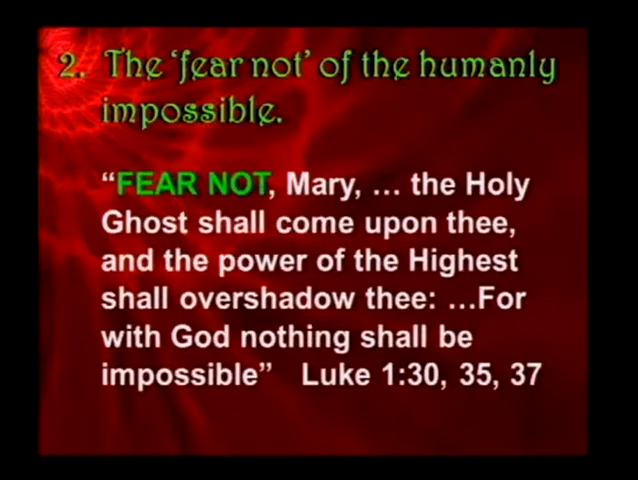 2. The ‘fear not’ of the humanly
impossible.
“FEAR NOT, Mary, … the Holy
Ghost shall come upon thee,
and the power of the Highest
shall overshadow thee: …For
with God nothing shall be
impossible” Luke 1:30, 35, 37